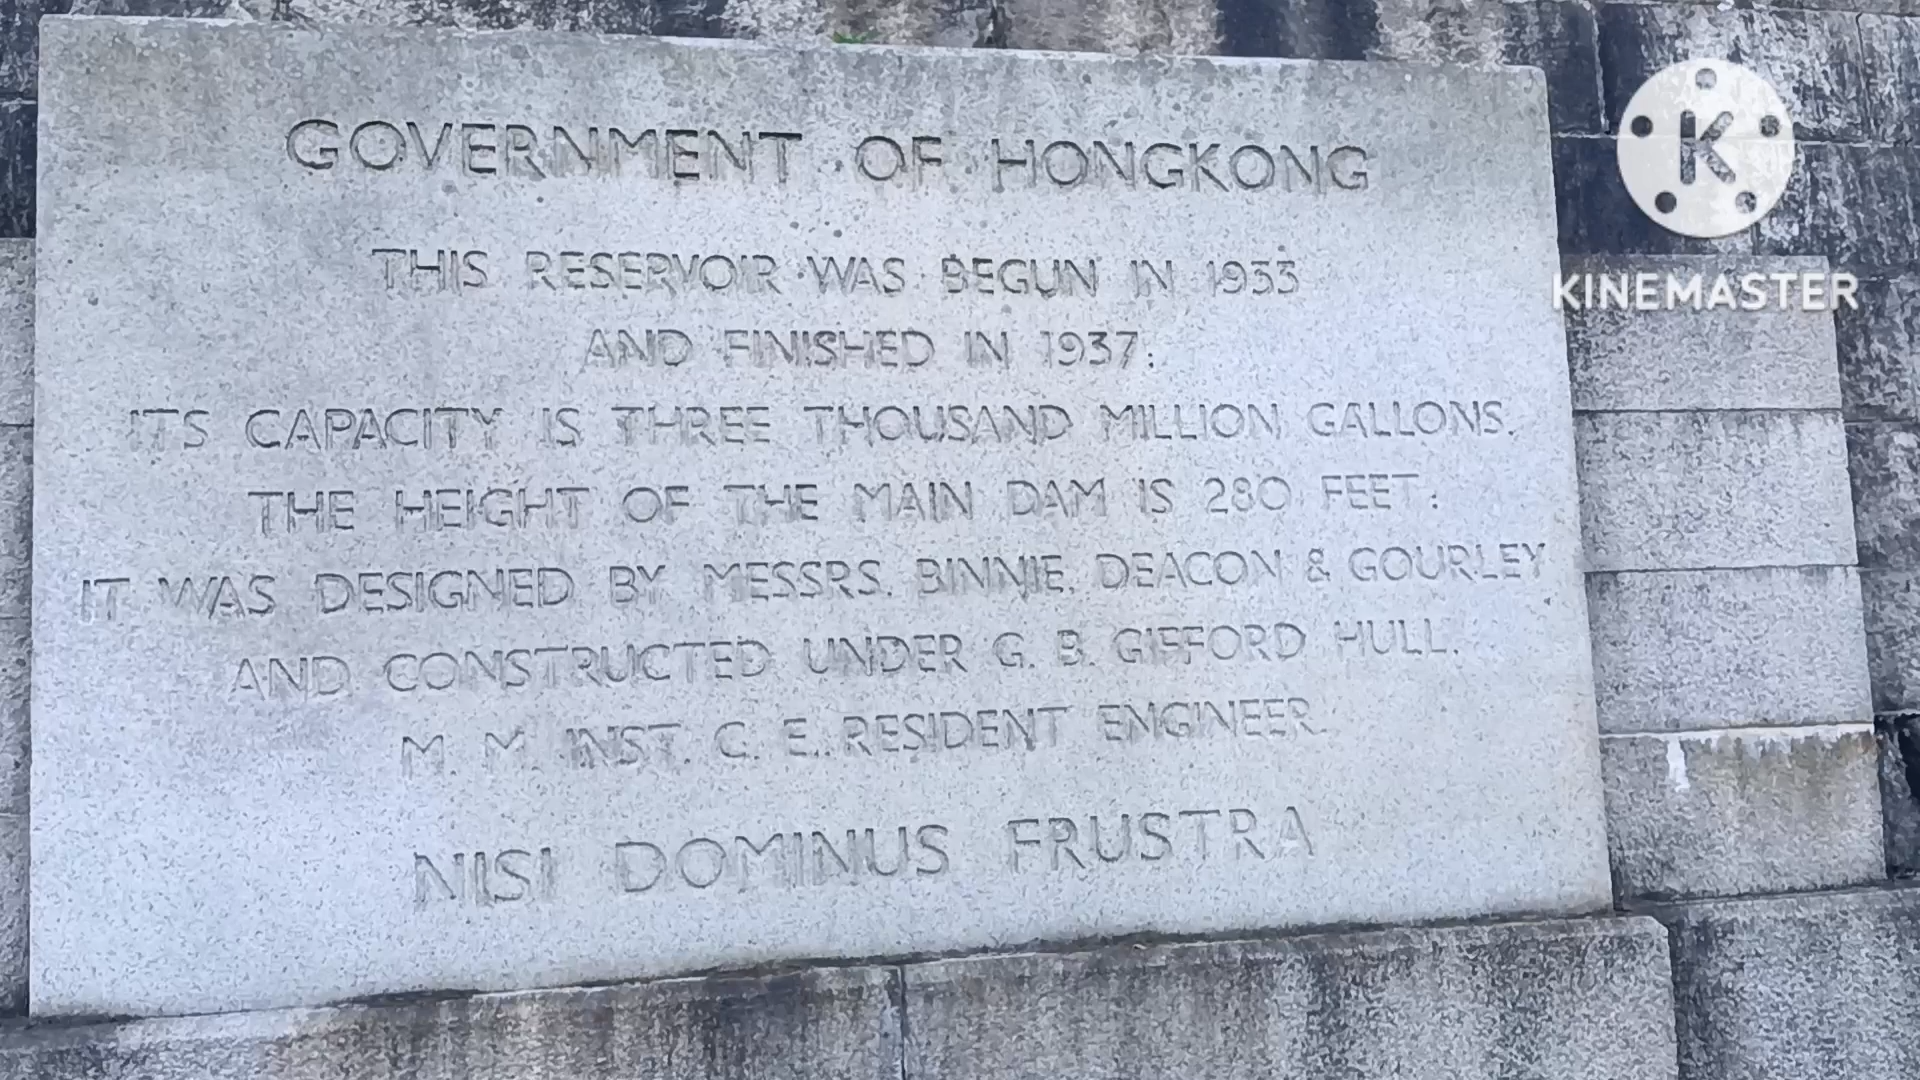 GOVERNMENT OF HONGKONG
THIS RESERVOIR WAS BEGUN IN 1933
AND FINISHED IN 1937:
ITS CAPACITY IS THREE THOUSAND MILLION GALLONS.
THE HEIGHT OF THE MAIN DAM IS 280 FEET:
IT WAS DESIGNED BY MESSRS. BINNIE, DEACON & GOURLEY
AND CONSTRUCTED UNDER G. B. GIFFORD HULL.
M. M. INST. C. E., RESIDENT ENGINEER.
NISI DOMINUS FRUSTRA
K
KINEMASTER